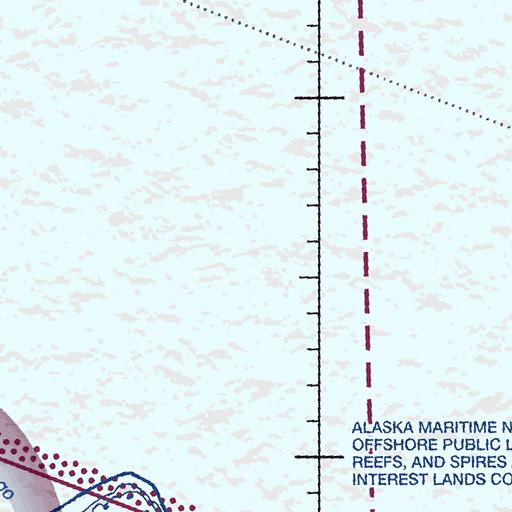 ALASKA MARITIME N
OFFSHORE PUBLIC L
REEFS, AND SPIRES
INTEREST LANDS CO